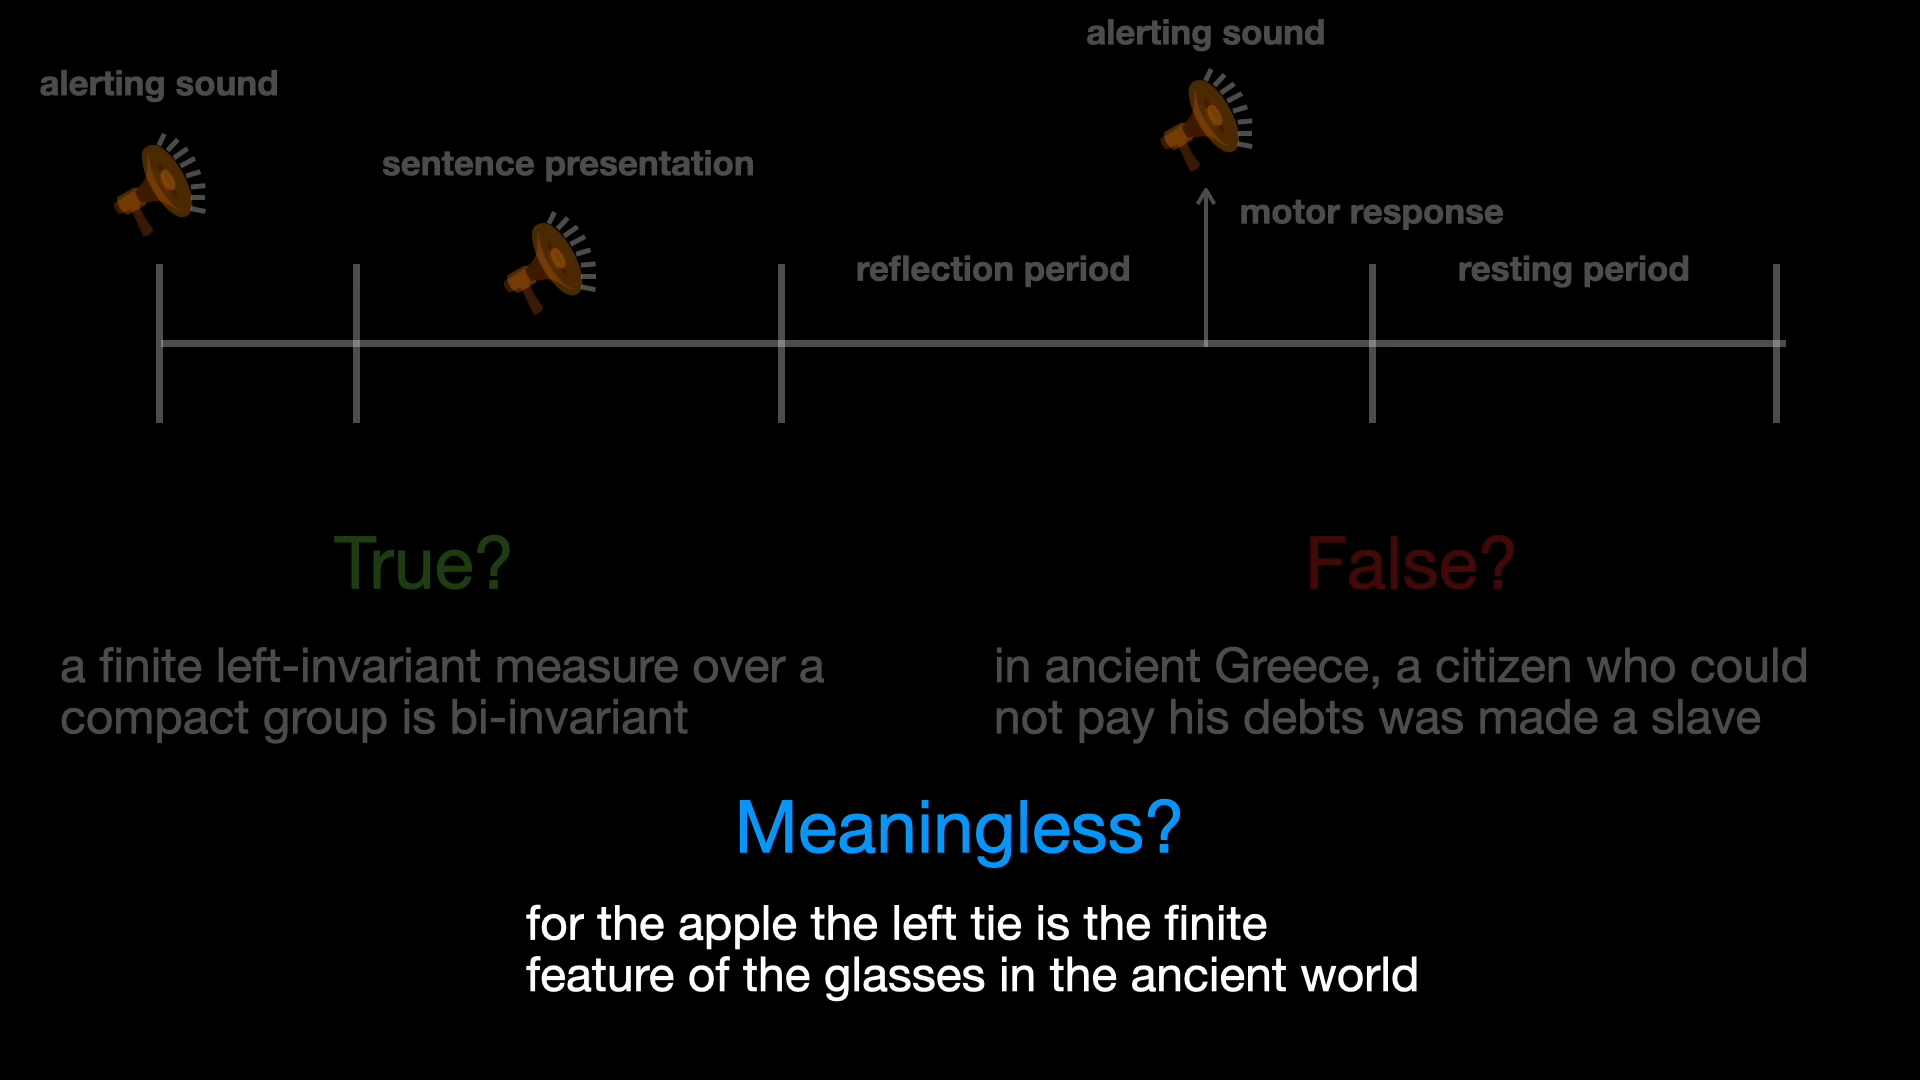 alerting sound
alerting sound
sentence presentation
motor response
reflection period
resting period
True?
False?
a finite left-invariant measure over a
compact group is bi-invariant
in ancient Greece, a citizen who could
not pay his debts was made a slave
Meaningless?
for the apple the left tie is the finite
feature of the glasses in the ancient world